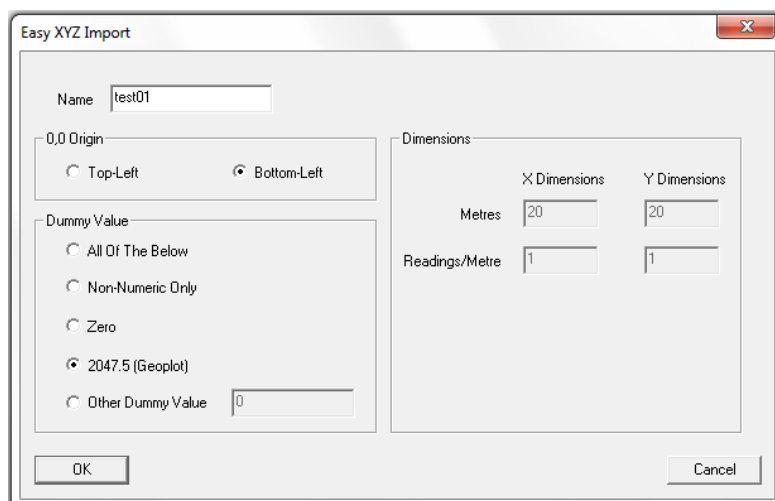 Easy XYZ Import
Name test01
0,0 Origin
Top-Left Bottom-Left
Dummy Value
All Of The Below
Non-Numeric Only
Zero
2047.5 (Geoplot)
Other Dummy Value 0
Dimensions
X Dimensions Y Dimensions
Metres 20 20
Readings/Metre 1 1
OK Cancel